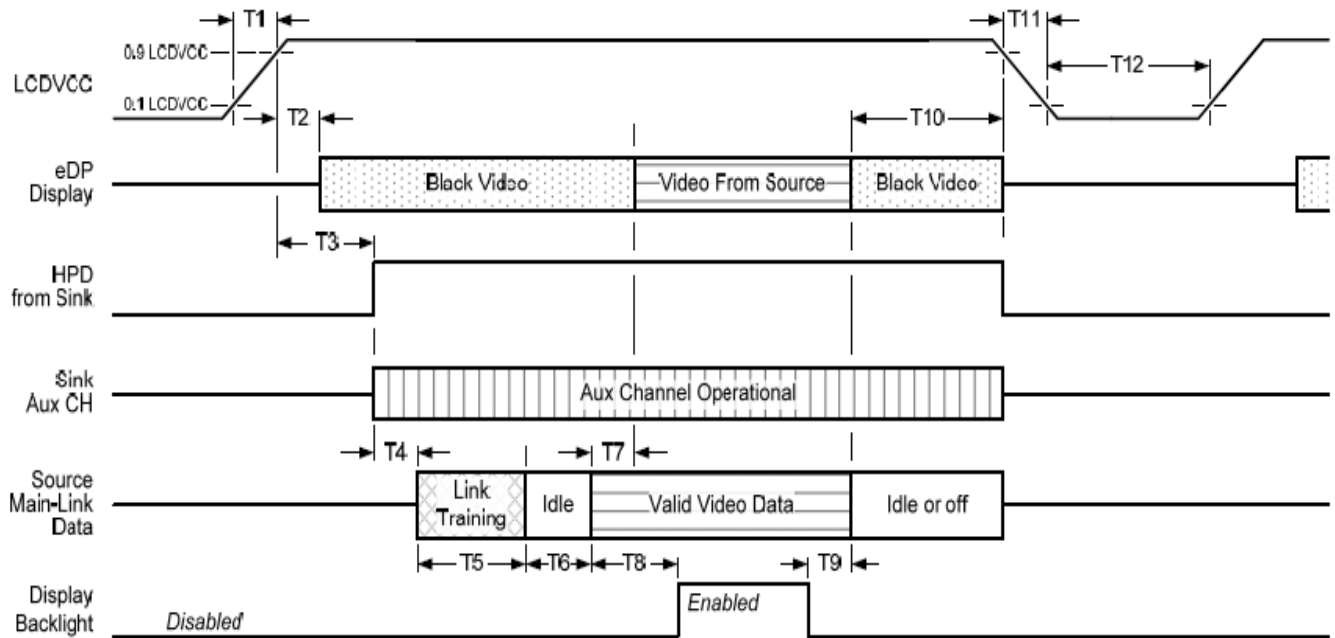 T1
T11
0.9 LCDVCC
LCDVCC
T12
0.1 LCDVCC
T2
T10
eDP
Display
Black Video
Video From Source
Black Video
T3
HPD
from Sink
Sink
Aux CH
Aux Channel Operational
T4
T7
Source
Main-Link
Data
Link
Training
Idle
Valid Video Data
Idle or off
T5
T6
T8
T9
Display
Backlight
Disabled
Enabled